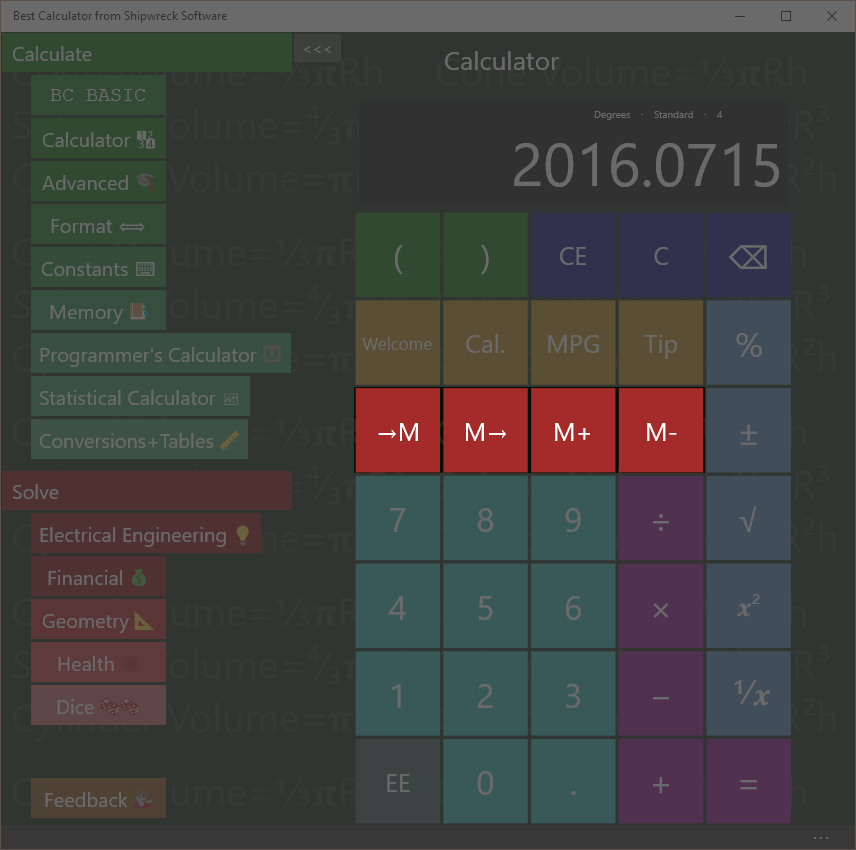 Best Calculator from Shipwreck Software
Calculate
<<<
BC BASIC
Calculator
Advanced
Format
Constants
Memory
Programmer's Calculator
Statistical Calculator
Conversions+Tables
Solve
Electrical Engineering
Financial
Geometry
Health
Dice
Feedback
Calculator
Degrees · Standard · 4
2016.0715
( ) CE C ⌫
Welcome Cal. MPG Tip %
→M M→ M+ M- ±
7 8 9 ÷ √
4 5 6 × x²
1 2 3 − ¹⁄x
EE 0 . + =
...